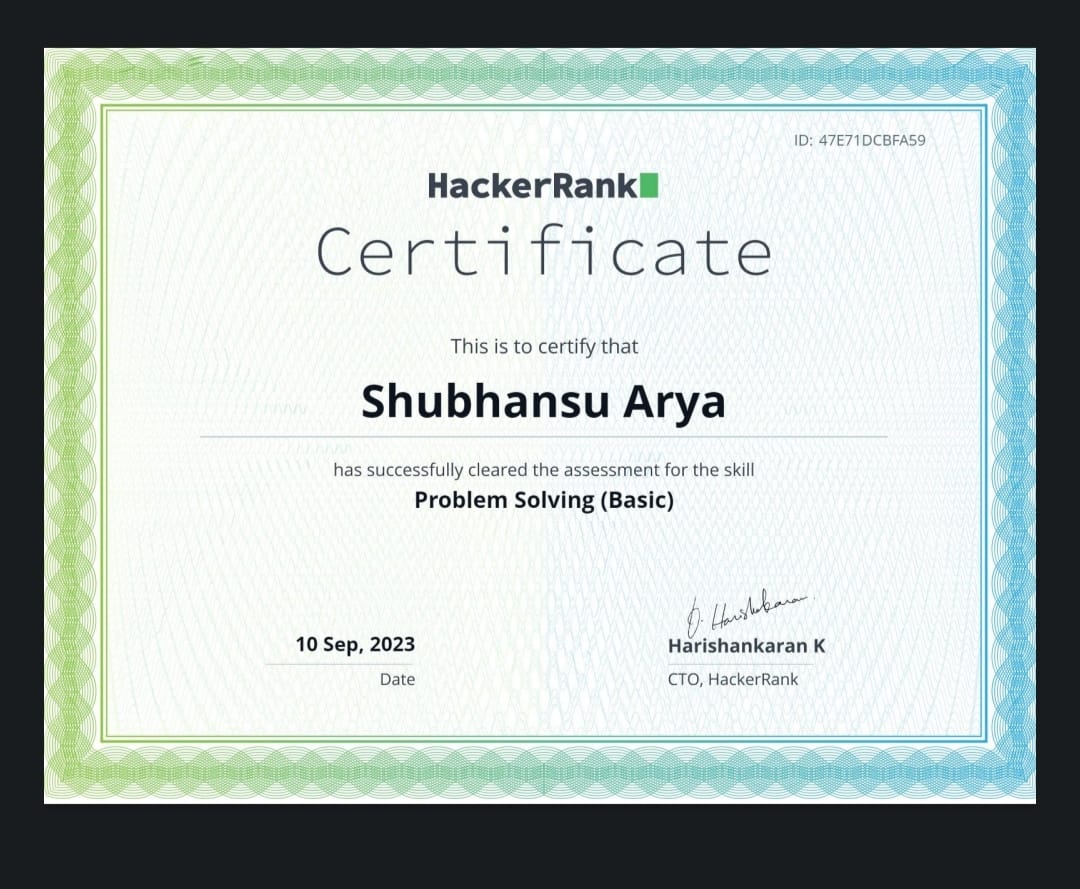 ID: 47E71DCBFA59
HackerRank
Certificate
This is to certify that
Shubhansu Arya
has successfully cleared the assessment for the skill
Problem Solving (Basic)
10 Sep, 2023
Date
Harishankaran K
CTO, HackerRank